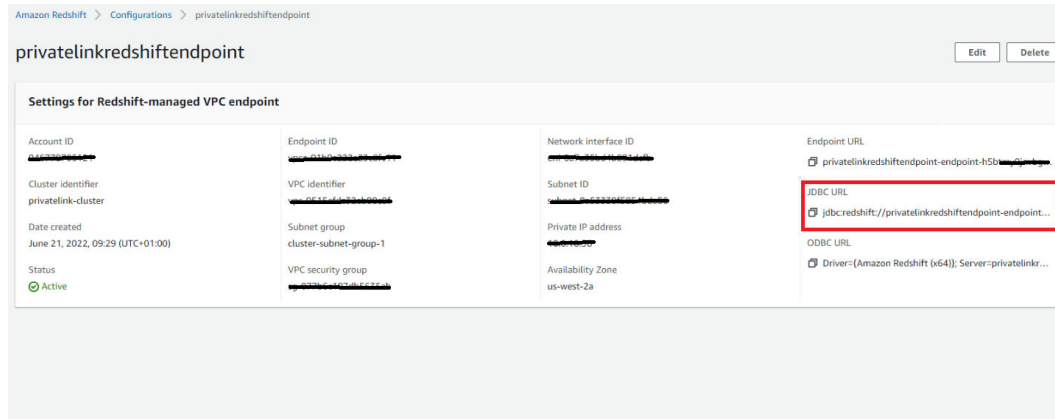 Amazon Redshift > Configurations > privatelinkredshiftendpoint
privatelinkredshiftendpoint
Edit
Delete
Settings for Redshift-managed VPC endpoint
Account ID
Cluster identifier
privatelink-cluster
Date created
June 21, 2022, 09:29 (UTC+01:00)
Status
Active
Endpoint ID
VPC identifier
Subnet group
cluster-subnet-group-1
VPC security group
Network interface ID
Subnet ID
Private IP address
Availability Zone
us-west-2a
Endpoint URL
JDBC URL
jdbc:redshift://privatelinkredshiftendpoint-endpoint...
ODBC URL
Driver={Amazon Redshift (x64)}; Server=privatelinkr...